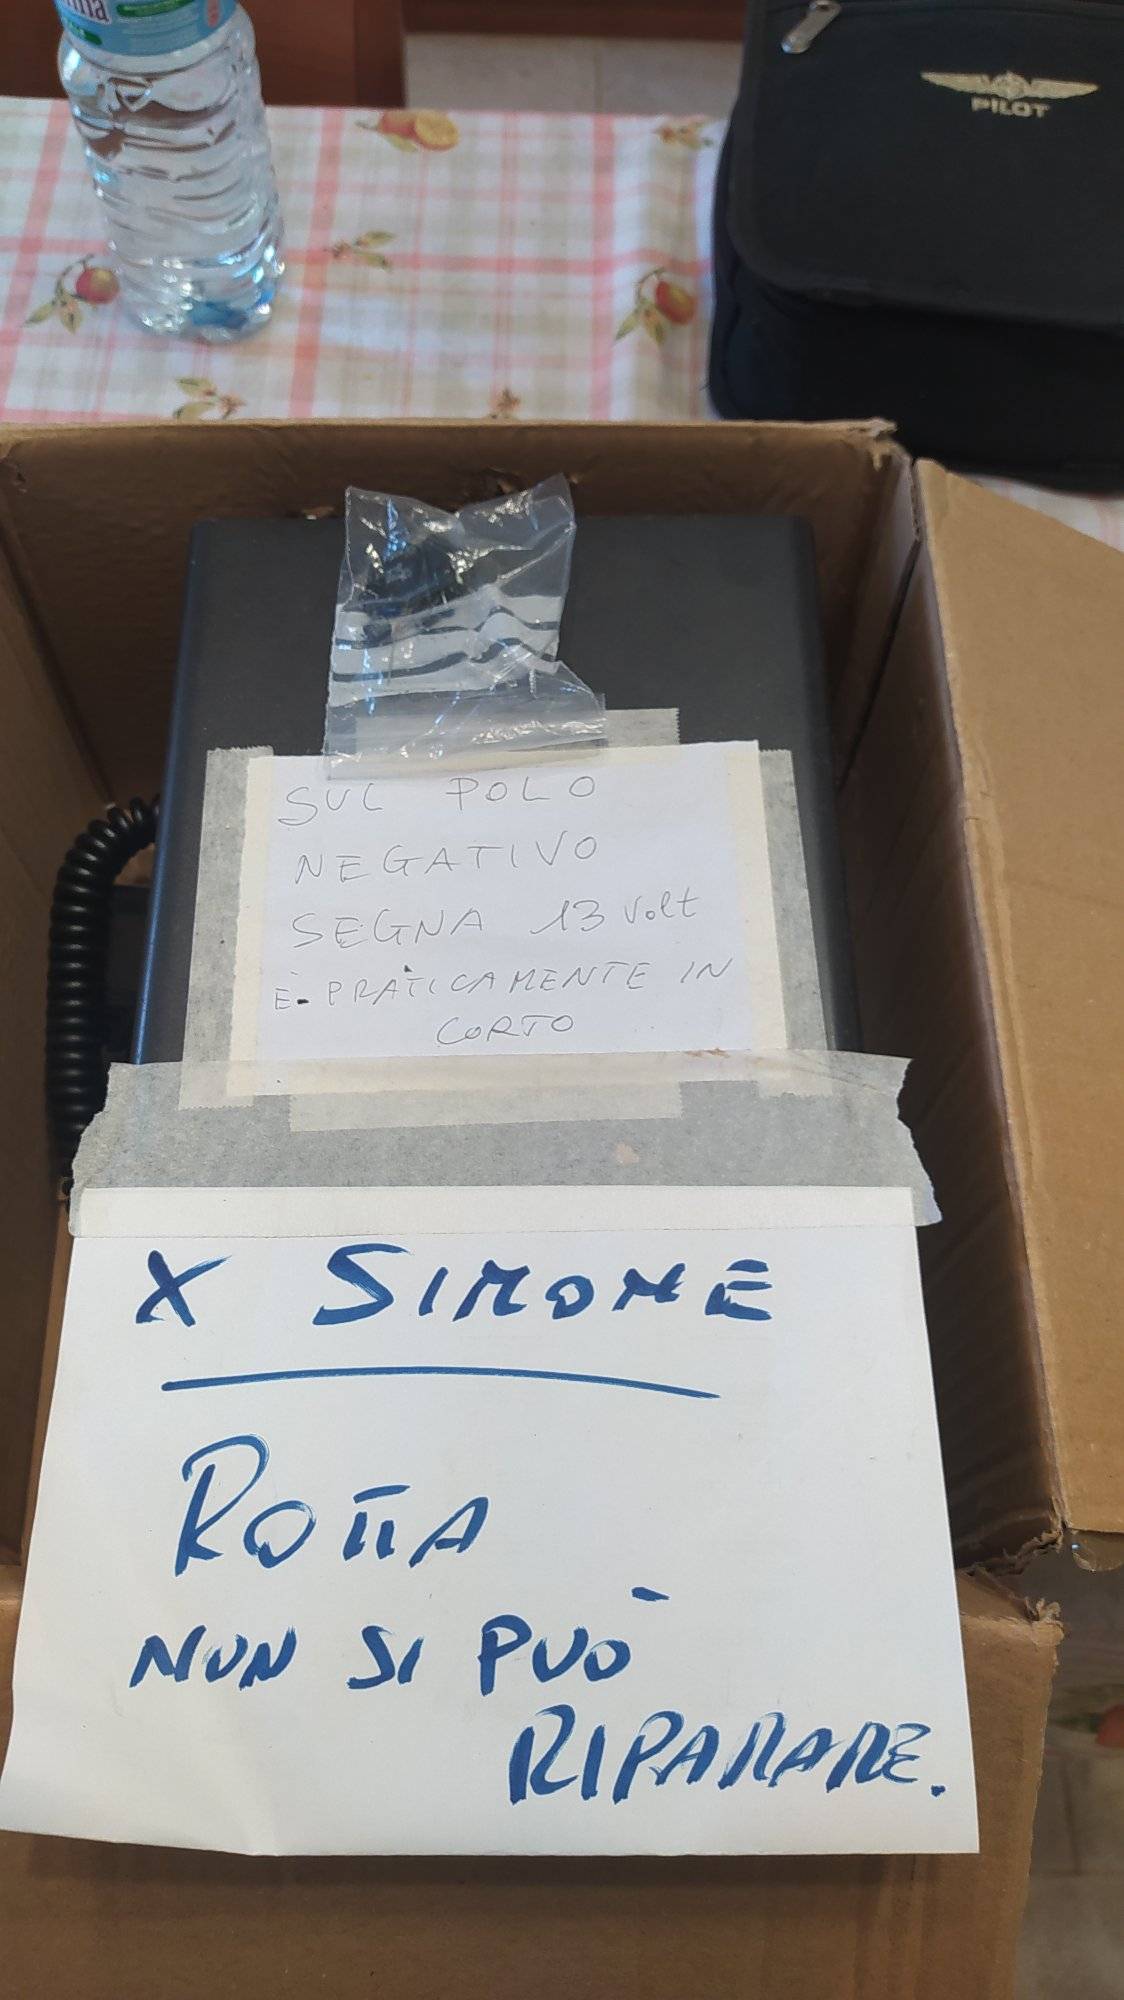 PILOT
SUL POLO
NEGATIVO
SEGNA 13 Volt
È PRATICAMENTE IN
CORTO
X SIMONE
ROTTA
NON SI PUÒ
RIPARARE.